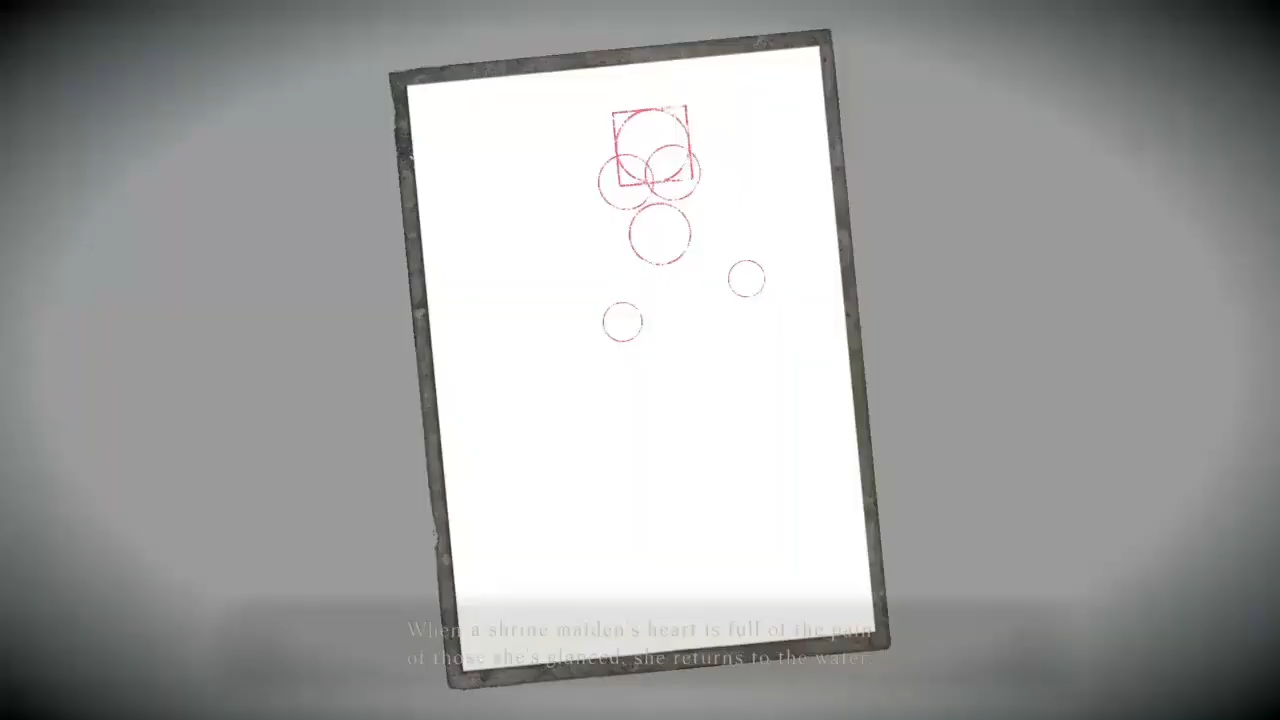 When a shrine maiden's heart is full of the pain
of those she's glanced, she returns to the water.